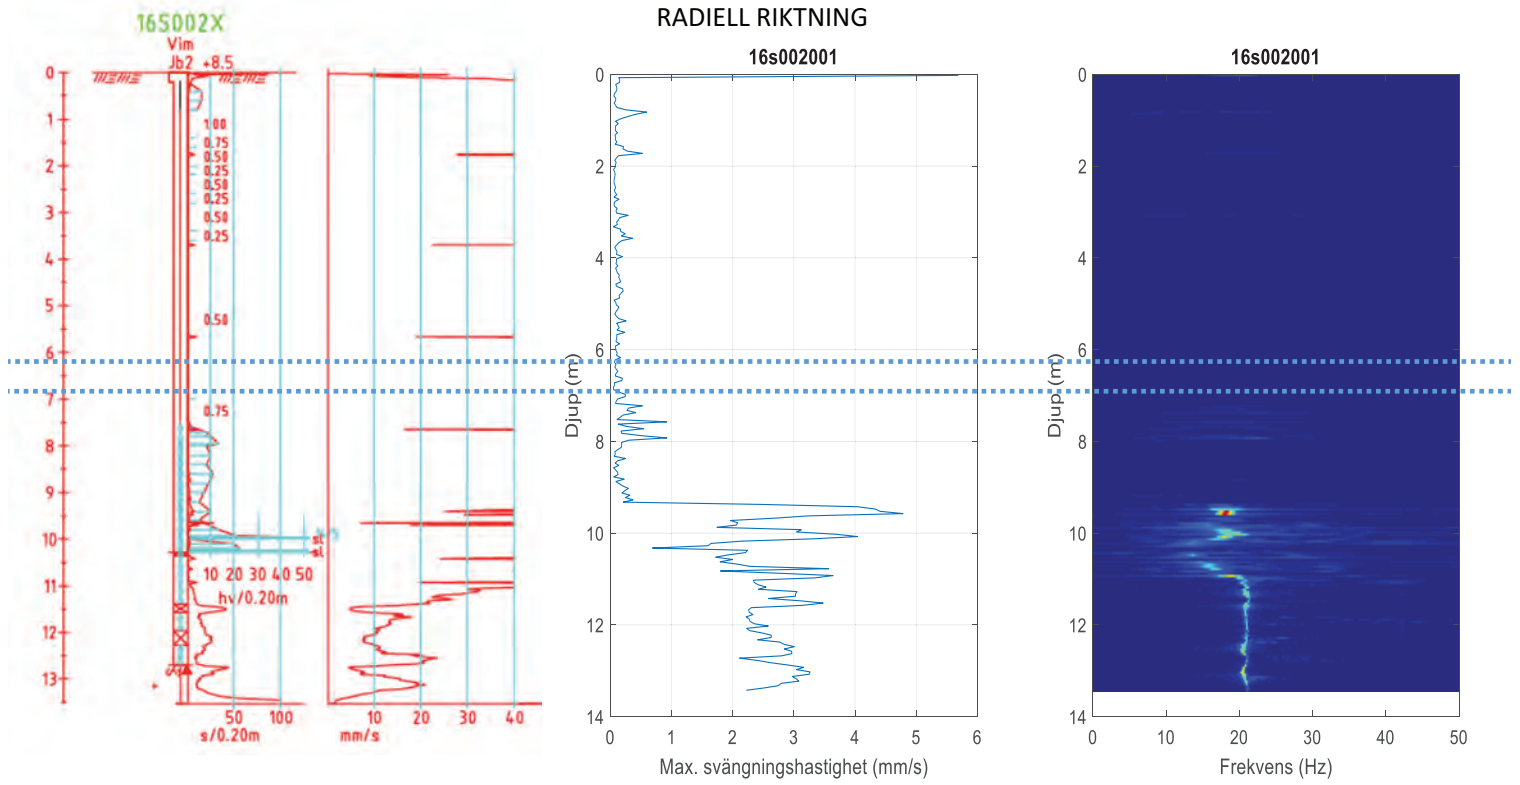 RADIELL RIKTNING
16S002X
Vim
Jb2 +8.5
0
1
2
3
4
5
6
7
8
9
10
11
12
13
1.00
0.75
0.50
0.25
0.50
0.25
0.50
0.25
0.50
0.75
10 20 30 40 50
hv/0.20m
50 100
s/0.20m
10 20 30 40
mm/s
16s002001
0
2
4
6
8
10
12
14
Djup (m)
0 1 2 3 4 5 6
Max. svängningshastighet (mm/s)
16s002001
0
2
4
6
8
10
12
14
Djup (m)
0 10 20 30 40 50
Frekvens (Hz)